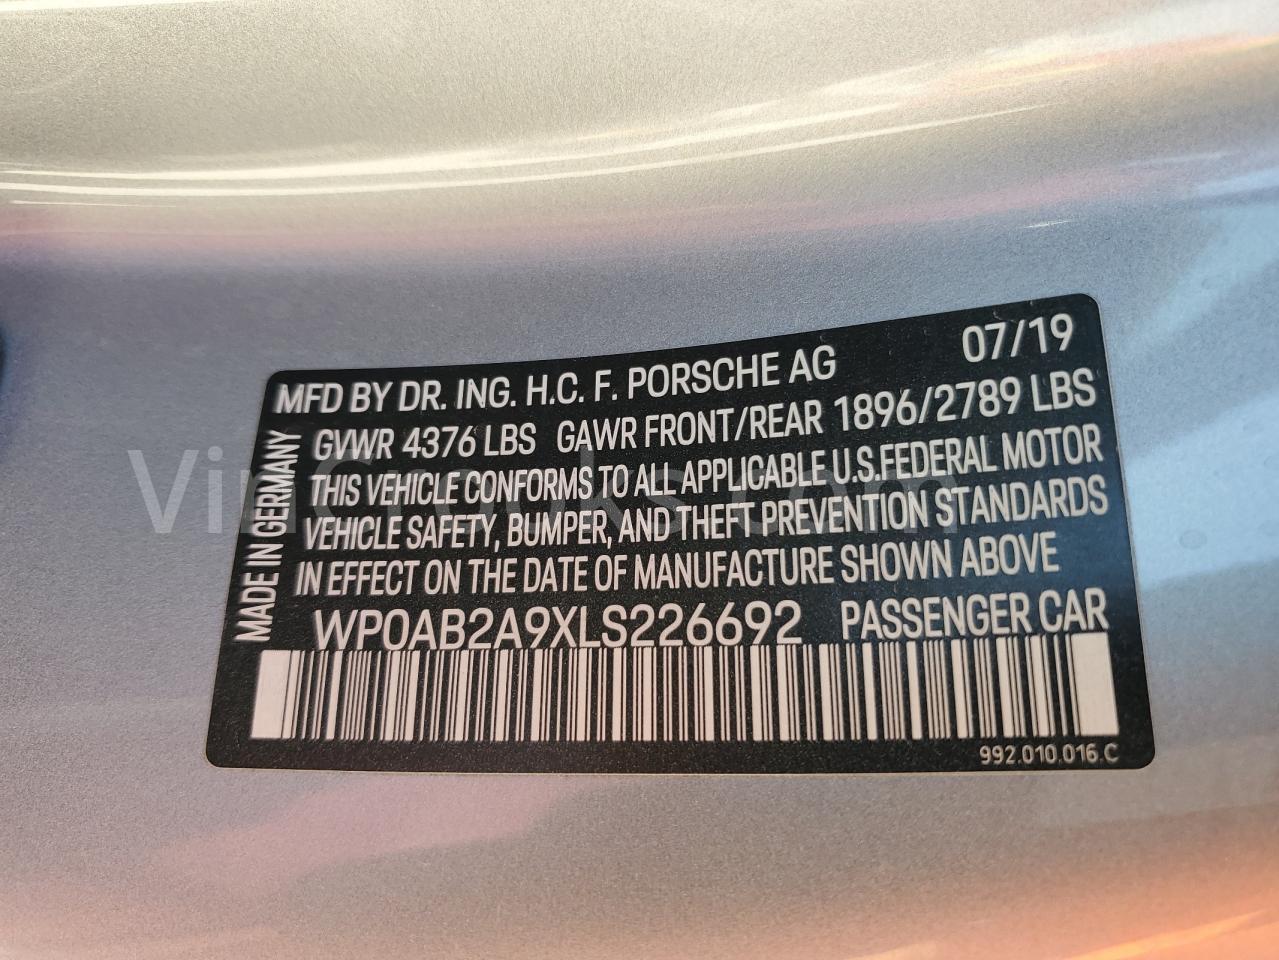 MFD BY DR. ING. H.C. F. PORSCHE AG 07/19
GVWR 4376 LBS GAWR FRONT/REAR 1896/2789 LBS
THIS VEHICLE CONFORMS TO ALL APPLICABLE U.S.FEDERAL MOTOR
VEHICLE SAFETY, BUMPER, AND THEFT PREVENTION STANDARDS
IN EFFECT ON THE DATE OF MANUFACTURE SHOWN ABOVE
WP0AB2A9XLS226692 PASSENGER CAR
MADE IN GERMANY
992.010.016.C